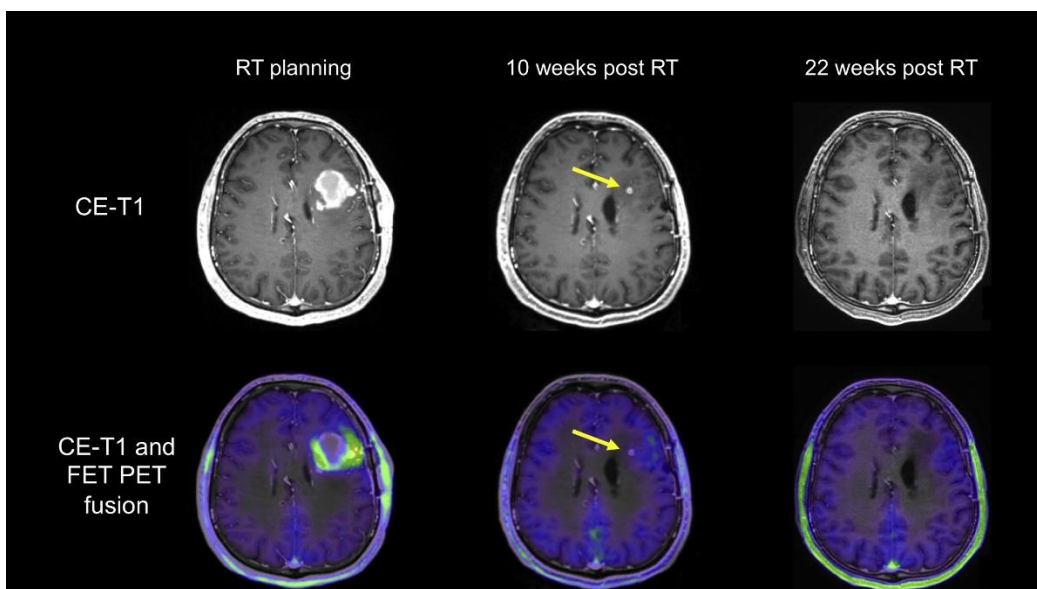 RT planning
10 weeks post RT
22 weeks post RT
CE-T1
CE-T1 and
FET PET
fusion